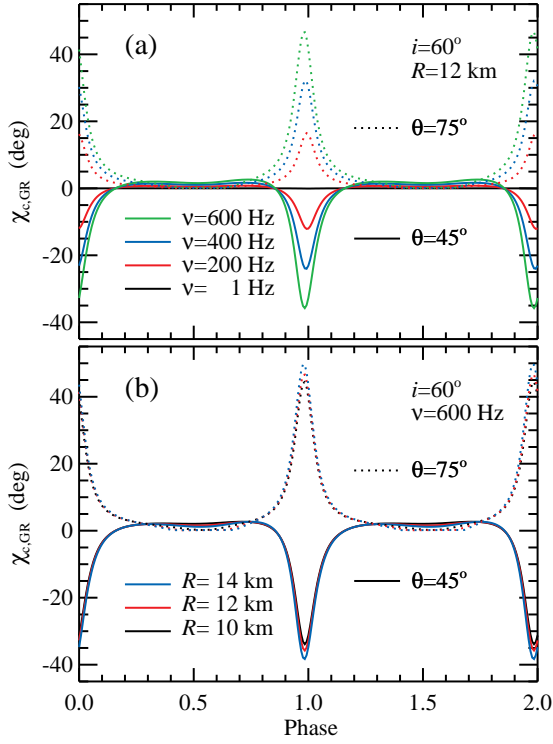 (a)
i=60°
R=12 km
θ=75°
θ=45°
ν=600 Hz
ν=400 Hz
ν=200 Hz
ν= 1 Hz
χc,GR (deg)
40
20
0
-20
-40
(b)
i=60°
ν=600 Hz
θ=75°
θ=45°
R= 14 km
R= 12 km
R= 10 km
χc,GR (deg)
40
20
0
-20
-40
0.0 0.5 1.0 1.5 2.0
Phase